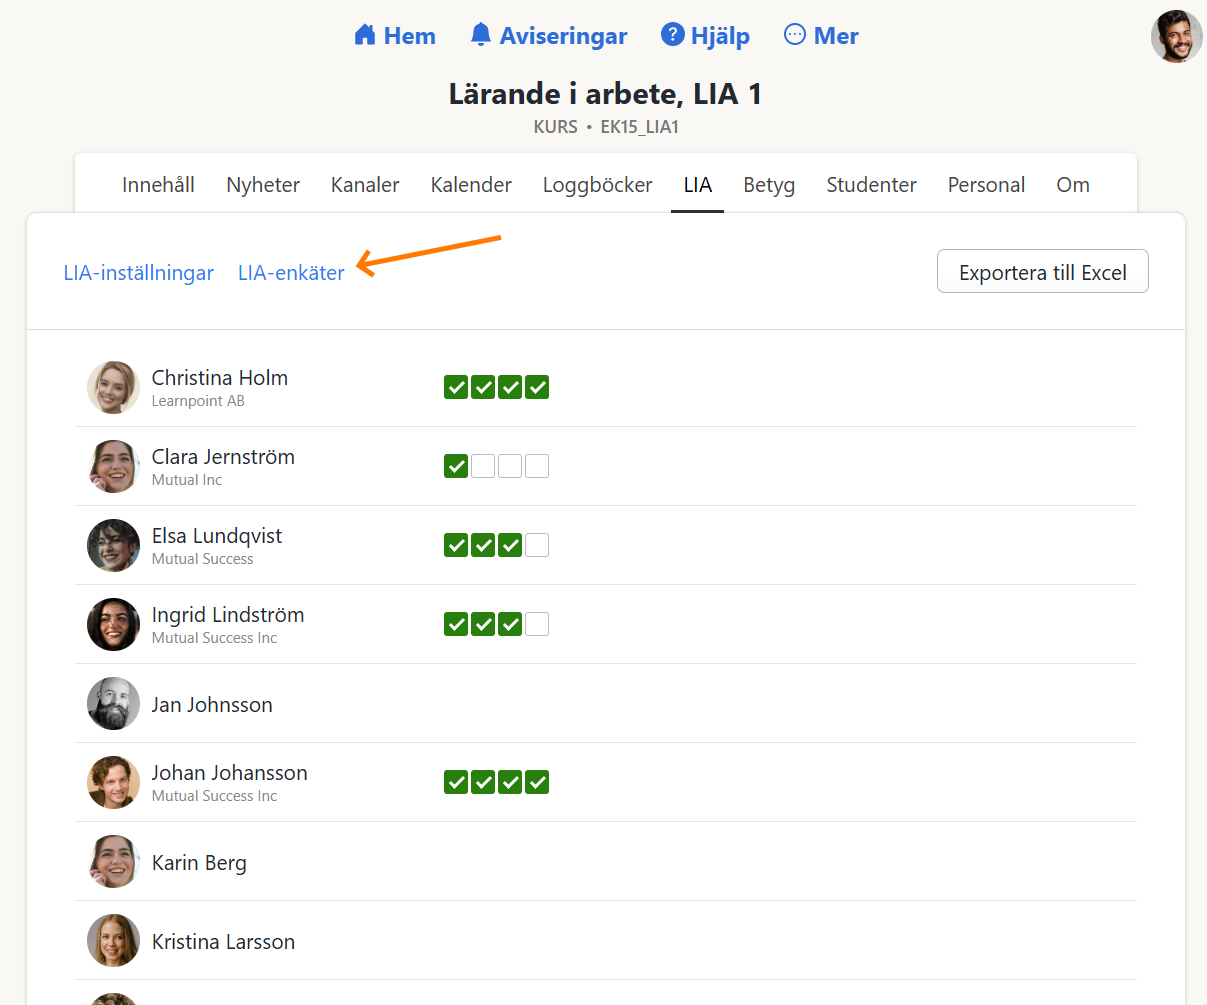 Hem Aviseringar Hjälp Mer
Lärande i arbete, LIA 1
KURS • EK15_LIA1
Innehåll Nyheter Kanaler Kalender Loggböcker LIA Betyg Studenter Personal Om
LIA-inställningar LIA-enkäter Exportera till Excel
Christina Holm
Learnpoint AB
Clara Jernström
Mutual Inc
Elsa Lundqvist
Mutual Success
Ingrid Lindström
Mutual Success Inc
Jan Johnsson
Johan Johansson
Mutual Success Inc
Karin Berg
Kristina Larsson